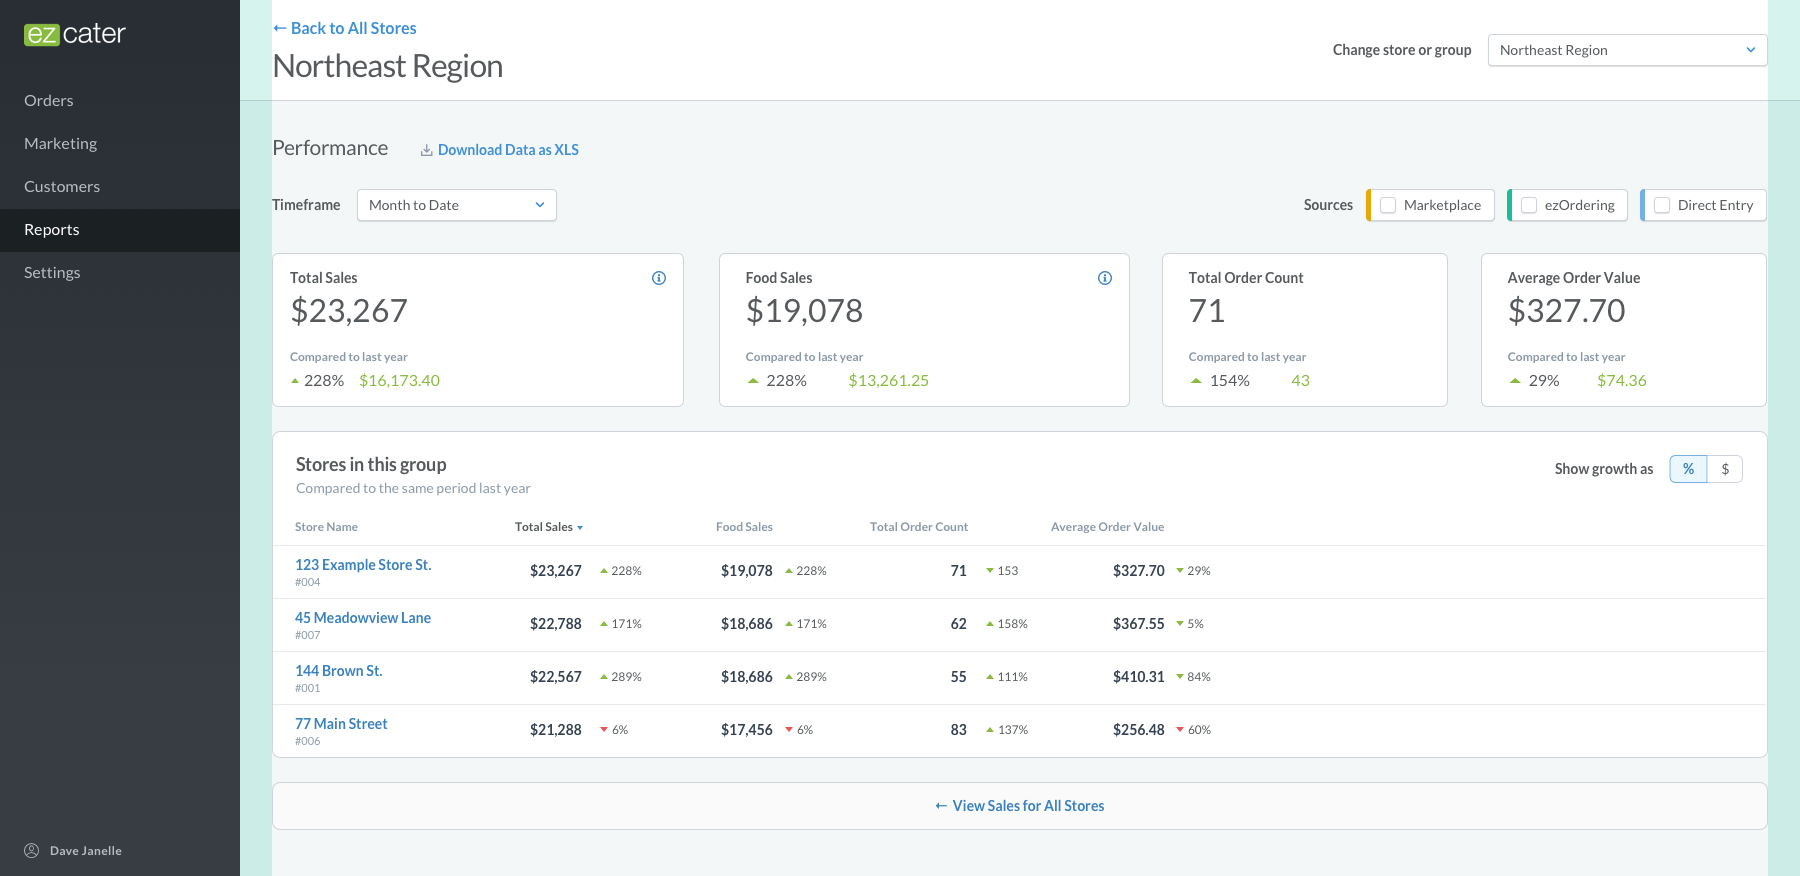 ezcater
Orders
Marketing
Customers
Reports
Settings
Dave Janelle
← Back to All Stores
Northeast Region
Change store or group
Northeast Region
Performance
Download Data as XLS
Timeframe
Month to Date
Sources
Marketplace
ezOrdering
Direct Entry
Total Sales
$23,267
Compared to last year
228% $16,173.40
Food Sales
$19,078
Compared to last year
228% $13,261.25
Total Order Count
71
Compared to last year
154% 43
Average Order Value
$327.70
Compared to last year
29% $74.36
Stores in this group
Compared to the same period last year
Show growth as % $
Store Name Total Sales Food Sales Total Order Count Average Order Value
123 Example Store St. $23,267 228% $19,078 228% 71 153 $327.70 29%
#004
45 Meadowview Lane $22,788 171% $18,686 171% 62 158% $367.55 5%
#007
144 Brown St. $22,567 289% $18,686 289% 55 111% $410.31 84%
#001
77 Main Street $21,288 6% $17,456 6% 83 137% $256.48 60%
#006
← View Sales for All Stores